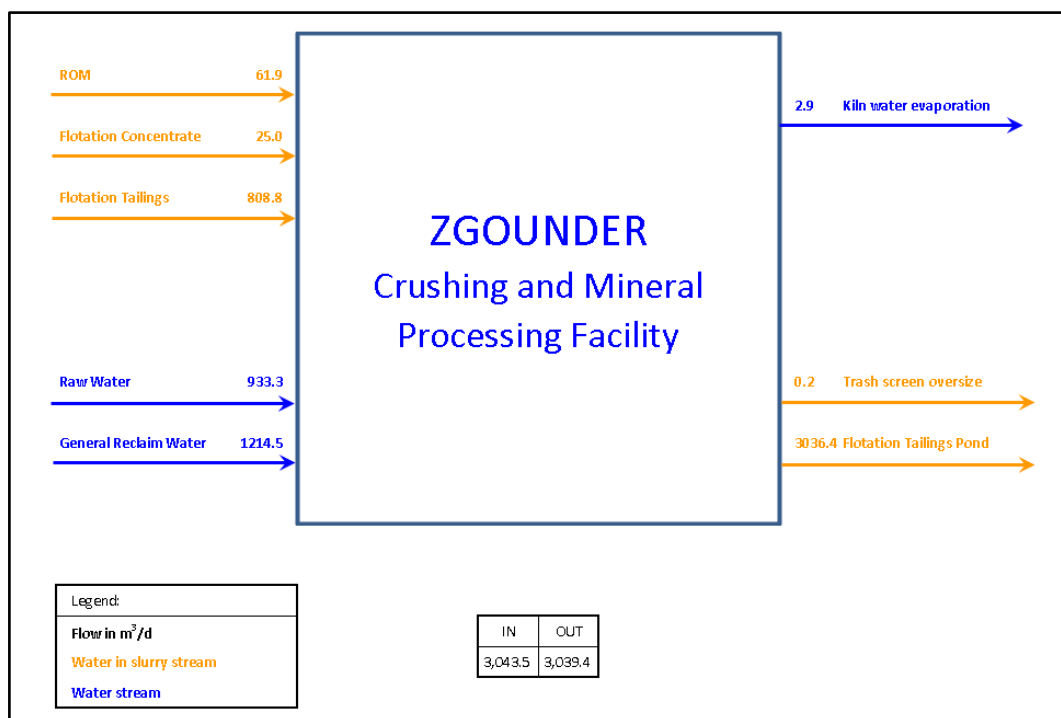 ROM 61.9
Flotation Concentrate 25.0
Flotation Tailings 808.8
Raw Water 933.3
General Reclaim Water 1214.5
ZGOUNDER
Crushing and Mineral
Processing Facility
2.9 Kiln water evaporation
0.2 Trash screen oversize
3036.4 Flotation Tailings Pond
Legend:
Flow in m³/d
Water in slurry stream
Water stream
IN OUT
3,043.5 3,039.4